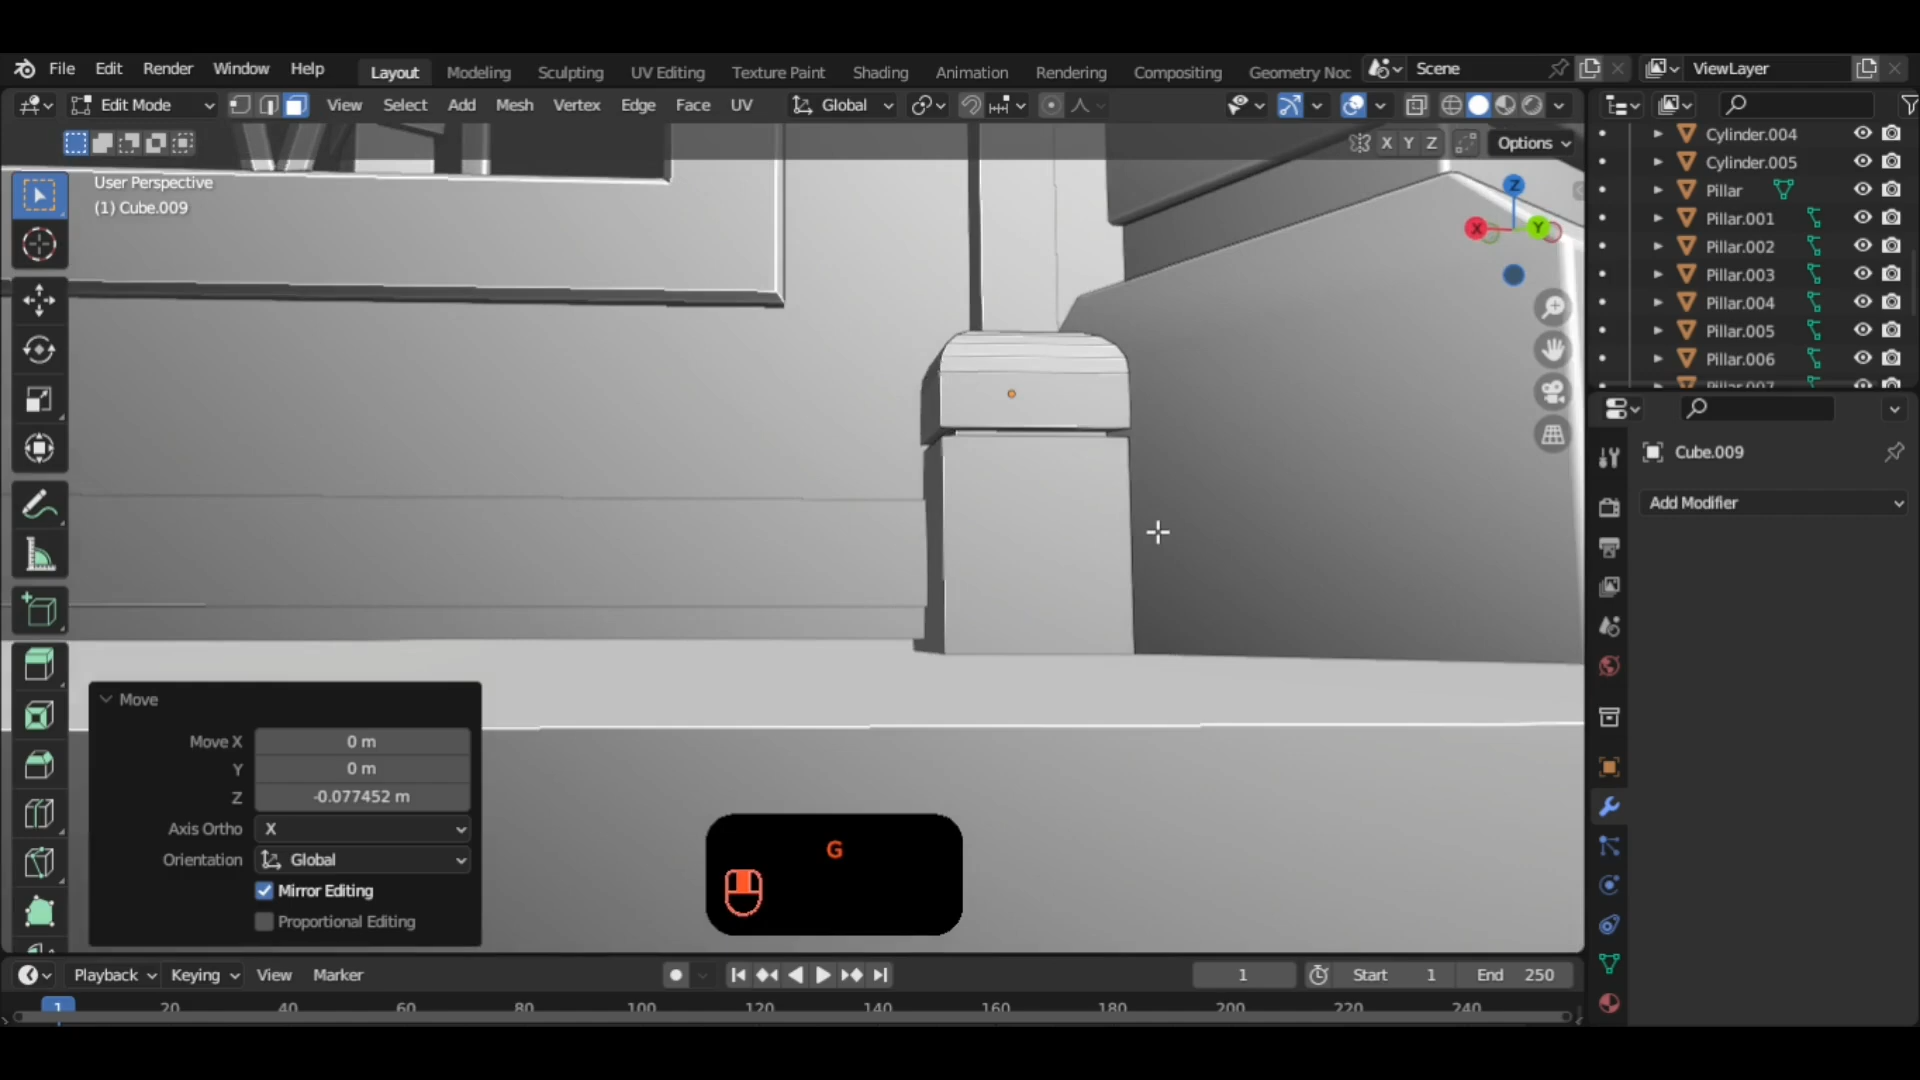 File Edit Render Window Help Layout Modeling Sculpting UV Editing Texture Paint Shading Animation Rendering Compositing Geometry Noc Scene ViewLayer
Edit Mode View Select Add Mesh Vertex Edge Face UV Global
X Y Z Options
User Perspective
(1) Cube.009
Z
X Y
Cylinder.004
Cylinder.005
Pillar
Pillar.001
Pillar.002
Pillar.003
Pillar.004
Pillar.005
Pillar.006
Pillar.007
Cube.009
Add Modifier
Move
Move X 0 m
Y 0 m
Z -0.077452 m
Axis Ortho X
Orientation Global
Mirror Editing
Proportional Editing
G
Playback Keying View Marker 1 Start 1 End 250
1 20 40 60 80 100 120 140 160 180 200 220 240